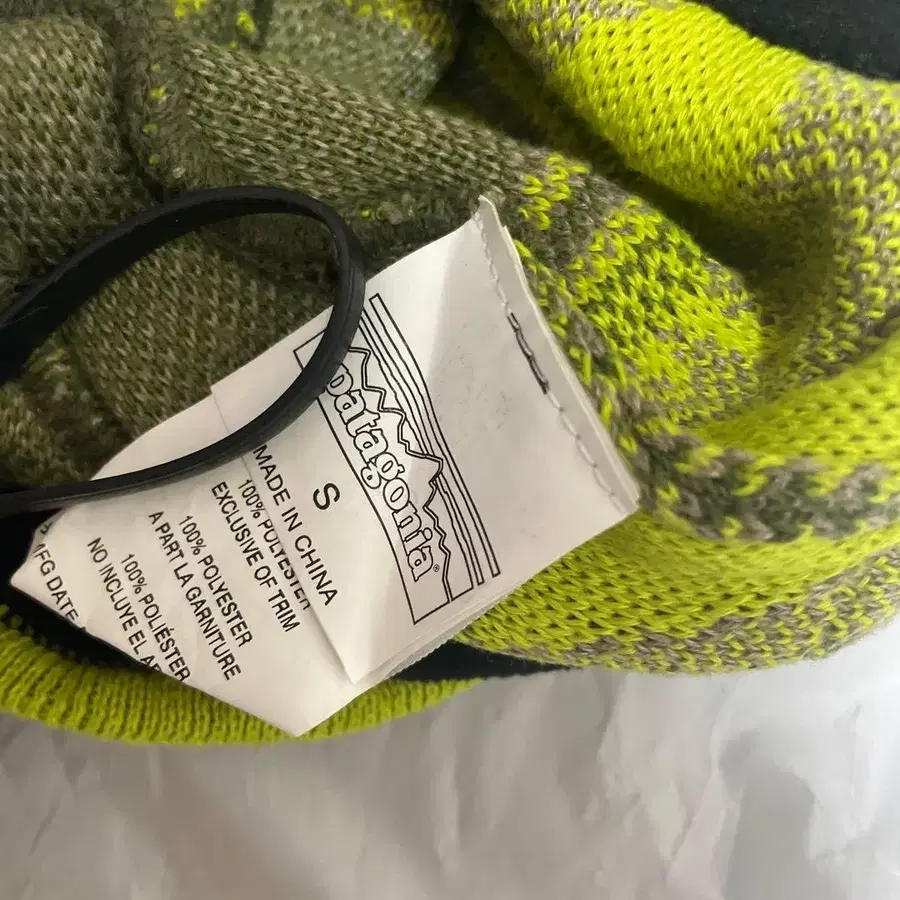 patagonia®
S
MADE IN CHINA
100% POLYESTER
EXCLUSIVE OF TRIM
100% POLYESTER
A PART LA GARNITURE
100% POLIÉSTER
NO INCLUYE EL
MFG DATE